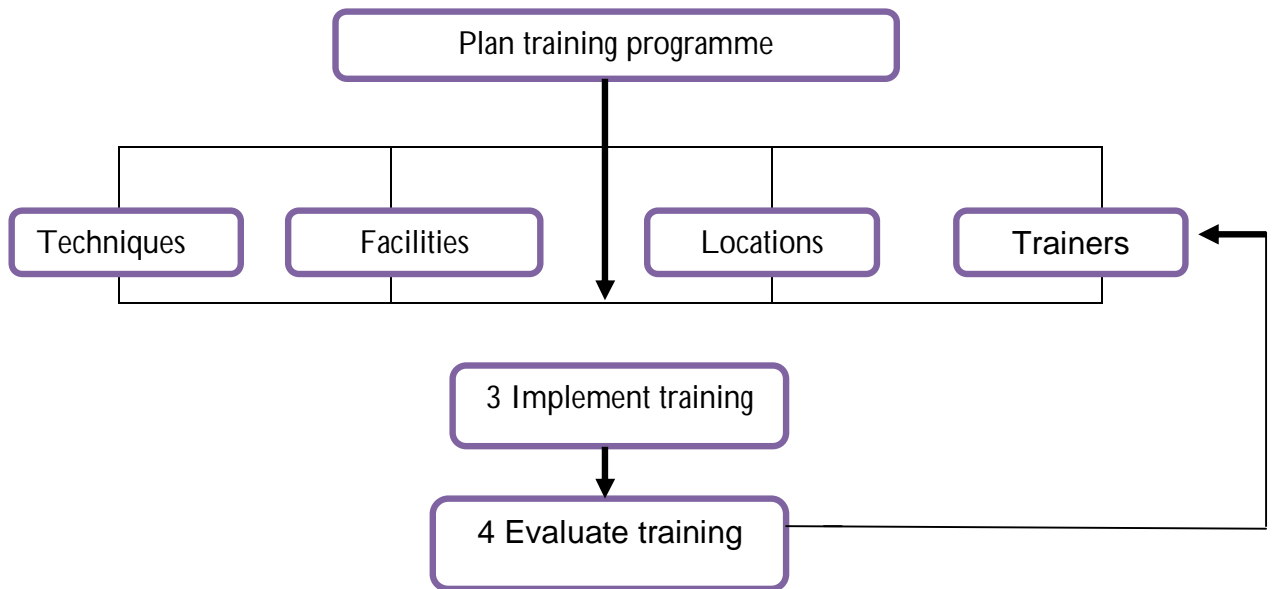 Plan training programme
Techniques
Facilities
Locations
Trainers
3 Implement training
4 Evaluate training